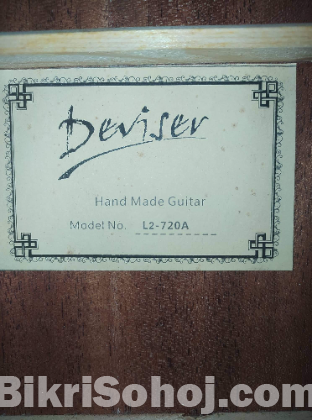 Deviser
Hand Made Guitar
Model No. L2-720A
BikriSohoj.com